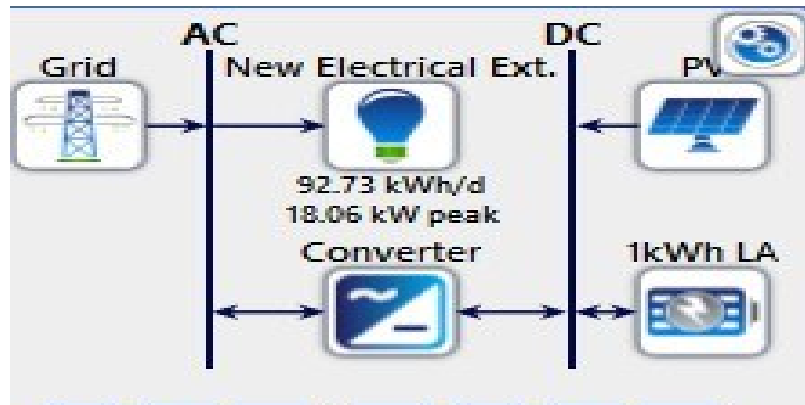 AC DC
Grid New Electrical Ext. PV
92.73 kWh/d
18.06 kW peak
Converter 1kWh LA